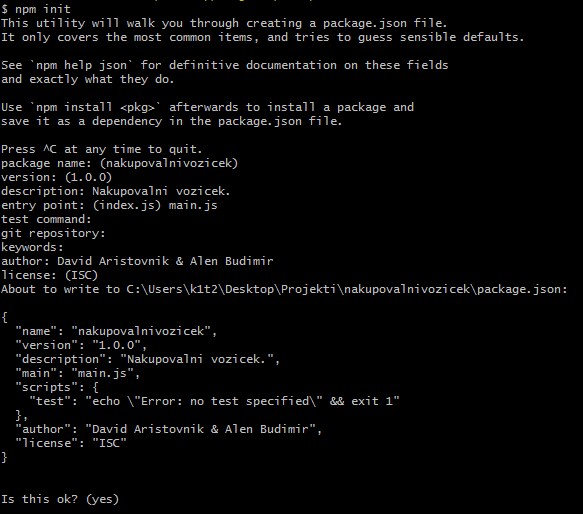 $ npm init
This utility will walk you through creating a package.json file.
It only covers the most common items, and tries to guess sensible defaults.
See `npm help json` for definitive documentation on these fields
and exactly what they do.
Use `npm install <pkg>` afterwards to install a package and
save it as a dependency in the package.json file.
Press ^C at any time to quit.
package name: (nakupovalnivozicek)
version: (1.0.0)
description: Nakupovalni vozicek.
entry point: (index.js) main.js
test command:
git repository:
keywords:
author: David Aristovnik & Alen Budimir
license: (ISC)
About to write to C:\Users\k1t2\Desktop\Projekti\nakupovalnivozicek\package.json:
{
  "name": "nakupovalnivozicek",
  "version": "1.0.0",
  "description": "Nakupovalni vozicek.",
  "main": "main.js",
  "scripts": {
    "test": "echo \"Error: no test specified\" && exit 1"
  },
  "author": "David Aristovnik & Alen Budimir",
  "license": "ISC"
}
Is this ok? (yes)